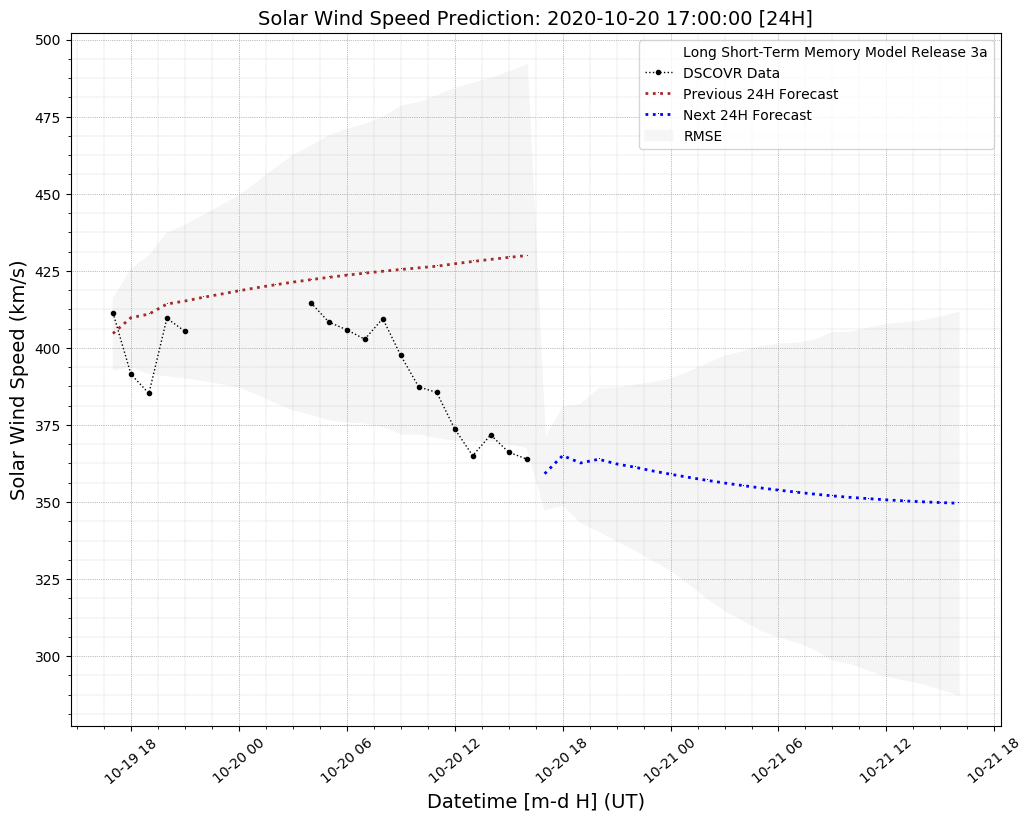 Solar Wind Speed Prediction: 2020-10-20 17:00:00 [24H]
Long Short-Term Memory Model Release 3a
DSCOVR Data
Previous 24H Forecast
Next 24H Forecast
RMSE
Solar Wind Speed (km/s)
500
475
450
425
400
375
350
325
300
10-19 18
10-20 00
10-20 06
10-20 12
10-20 18
10-21 00
10-21 06
10-21 12
10-21 18
Datetime [m-d H] (UT)